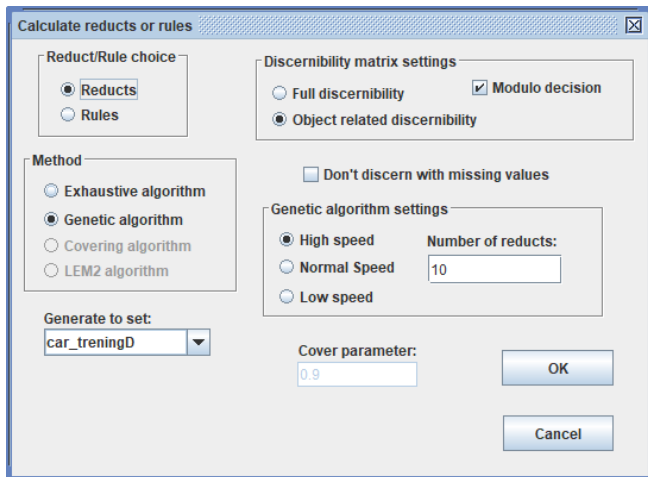 Calculate reducts or rules
Reduct/Rule choice
Reducts
Rules
Discernibility matrix settings
Full discernibility
Modulo decision
Object related discernibility
Method
Exhaustive algorithm
Genetic algorithm
Covering algorithm
LEM2 algorithm
Don't discern with missing values
Genetic algorithm settings
High speed
Number of reducts:
Normal Speed
10
Low speed
Generate to set:
car_treningD
Cover parameter:
0.9
OK
Cancel